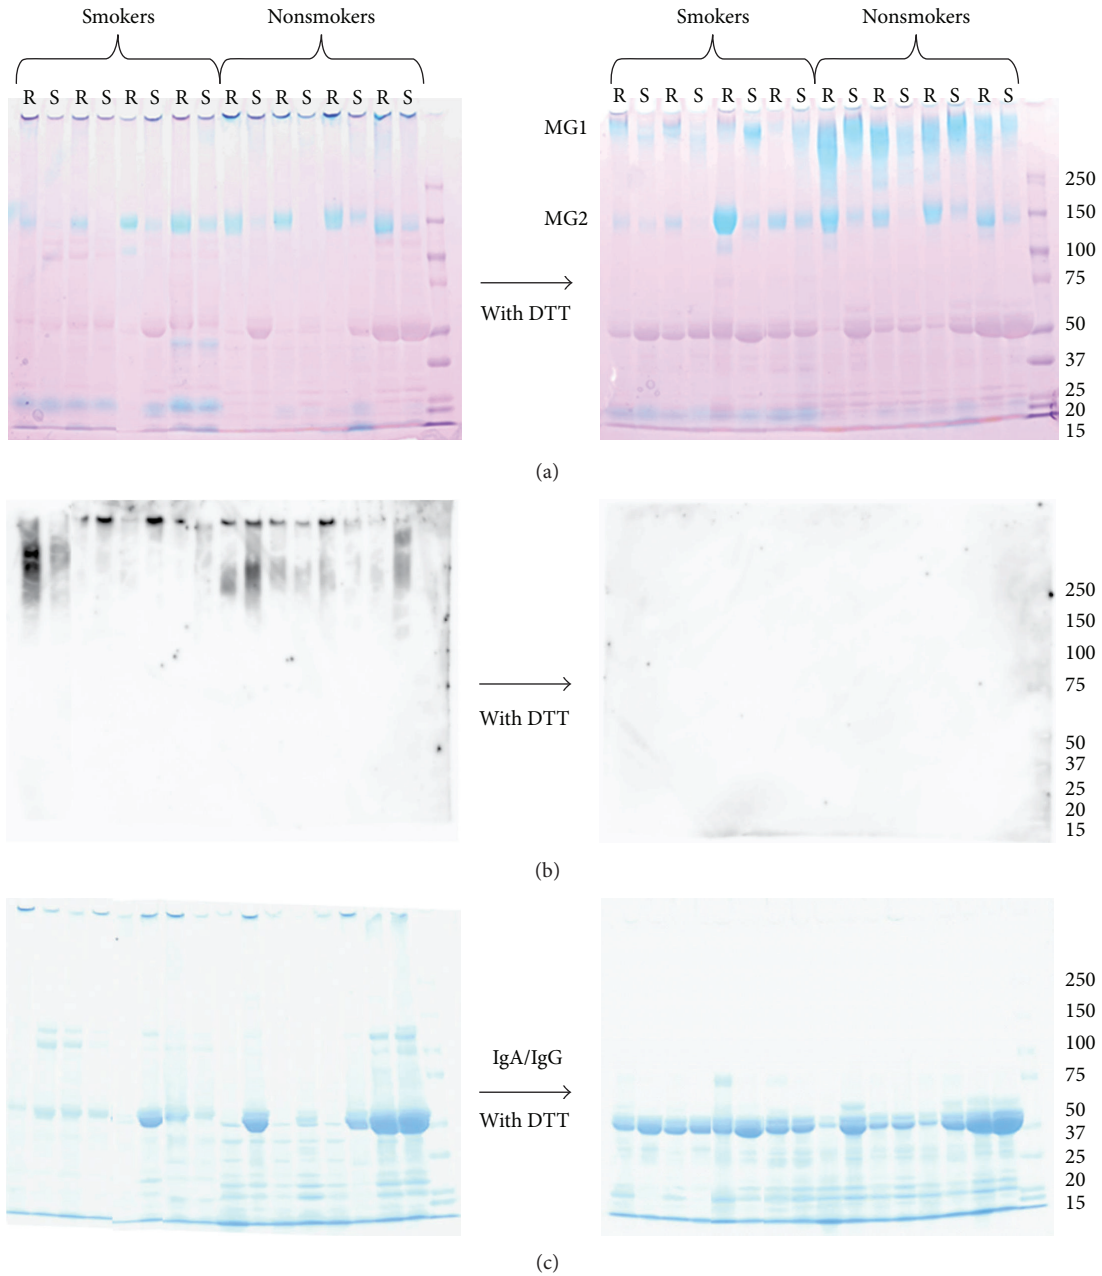 Smokers Nonsmokers Smokers Nonsmokers
R S R S R S R S R S R S R S R S R S R S R S R S R S R S R S R S
MG1
250
MG2
150
100
75
With DTT
50
37
25
20
15
(a)
250
150
100
75
With DTT
50
37
25
20
15
(b)
250
150
100
IgA/IgG
75
With DTT
50
37
25
20
15
(c)